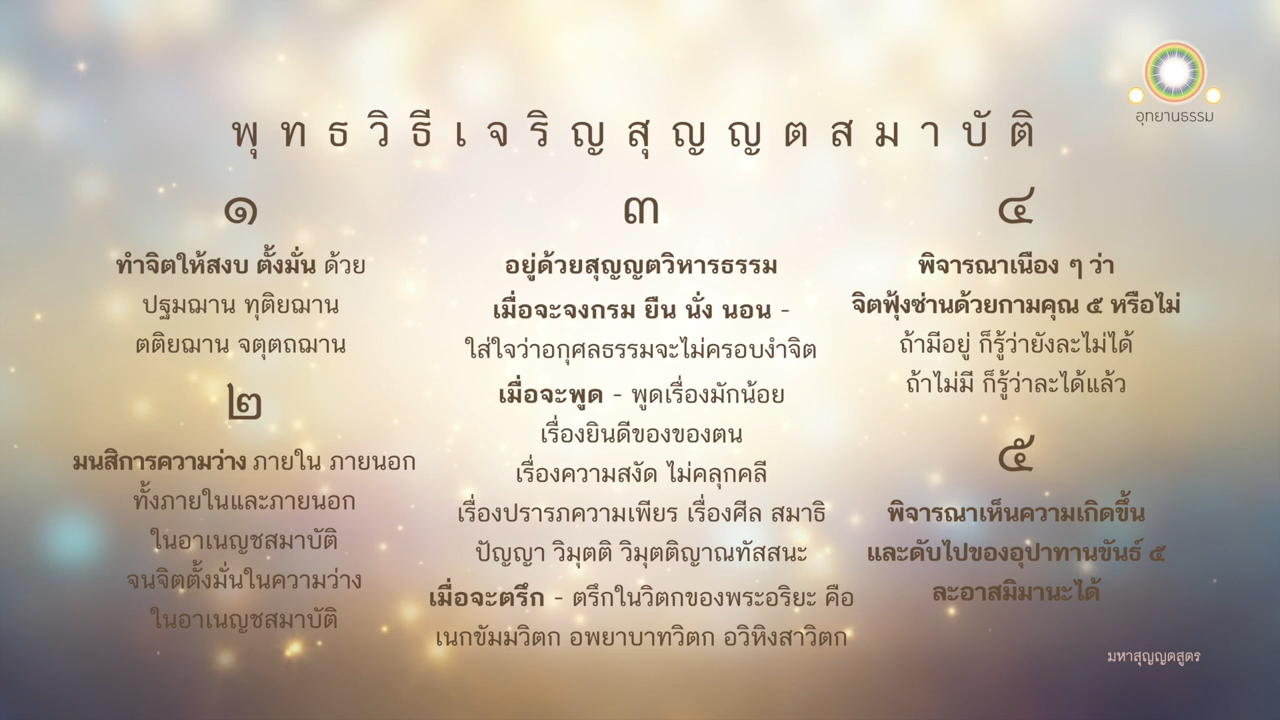 อุทยานธรรม
พุทธวิธีเจริญสุญญตสมาบัติ
๑
ทำจิตให้สงบ ตั้งมั่น ด้วย
ปฐมฌาน ทุติยฌาน
ตติยฌาน จตุตถฌาน
๒
มนสิการความว่าง ภายใน ภายนอก
ทั้งภายในและภายนอก
ในอาเนญชสมาบัติ
จนจิตตั้งมั่นในความว่าง
ในอาเนญชสมาบัติ
๓
อยู่ด้วยสุญญตวิหารธรรม
เมื่อจะจงกรม ยืน นั่ง นอน -
ใส่ใจว่าอกุศลธรรมจะไม่ครอบงำจิต
เมื่อจะพูด - พูดเรื่องมักน้อย
เรื่องยินดีของของตน
เรื่องความสงัด ไม่คลุกคลี
เรื่องปรารภความเพียร เรื่องศีล สมาธิ
ปัญญา วิมุตติ วิมุตติญาณทัสสนะ
เมื่อจะตรึก - ตรึกในวิตกของพระอริยะ คือ
เนกขัมมวิตก อพยาบาทวิตก อวิหิงสาวิตก
๔
พิจารณาเนือง ๆ ว่า
จิตฟุ้งซ่านด้วยกามคุณ ๕ หรือไม่
ถ้ามีอยู่ ก็รู้ว่ายังละไม่ได้
ถ้าไม่มี ก็รู้ว่าละได้แล้ว
๕
พิจารณาเห็นความเกิดขึ้น
และดับไปของอุปาทานขันธ์ ๕
ละอาสมิมานะได้
มหาสุญญตสูตร